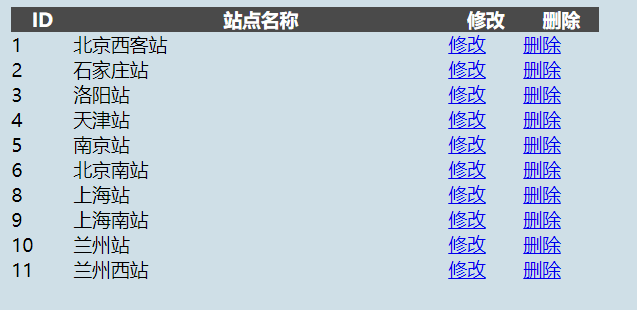 ID 站点名称 修改 删除
1 北京西客站 修改 删除
2 石家庄站 修改 删除
3 洛阳站 修改 删除
4 天津站 修改 删除
5 南京站 修改 删除
6 北京南站 修改 删除
8 上海站 修改 删除
9 上海南站 修改 删除
10 兰州站 修改 删除
11 兰州西站 修改 删除